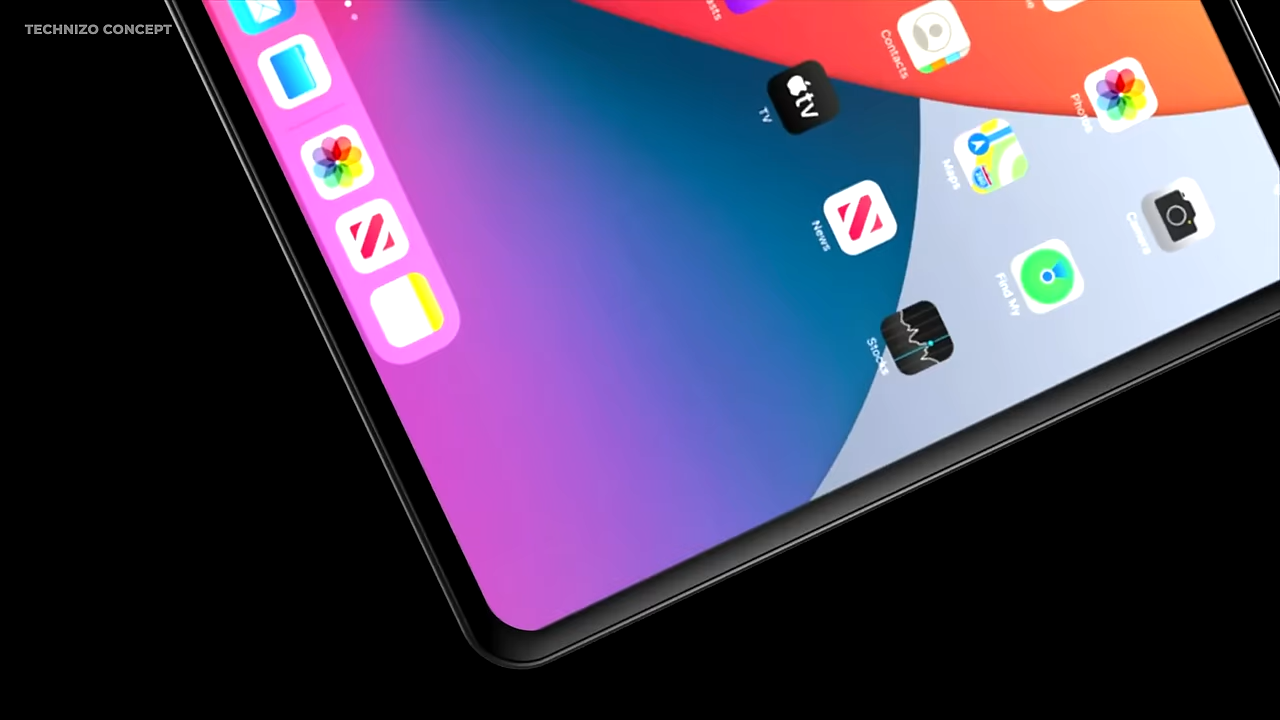 TECHNIZO CONCEPT
Contacts
Photos
tv
TV
Maps
News
Camera
Find My
Stocks